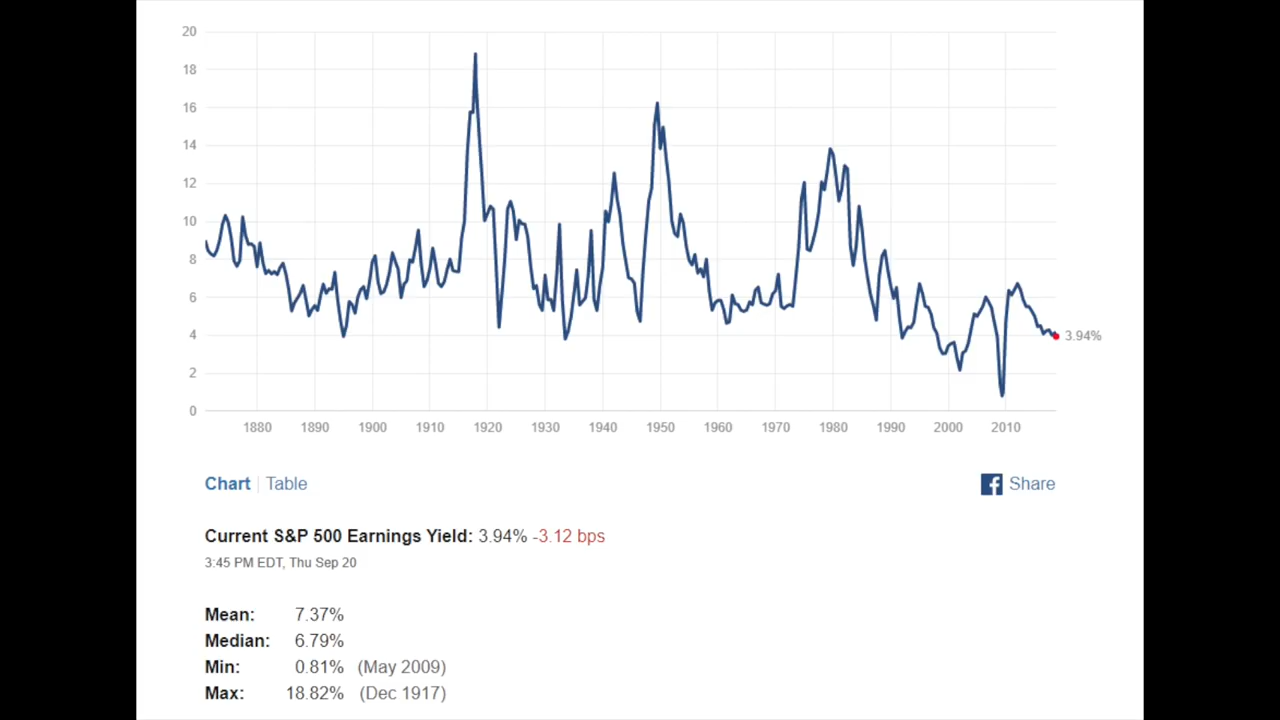 20
18
16
14
12
10
8
6
4
2
0
3.94%
1880 1890 1900 1910 1920 1930 1940 1950 1960 1970 1980 1990 2000 2010
Chart | Table
f Share
Current S&P 500 Earnings Yield: 3.94% -3.12 bps
3:45 PM EDT, Thu Sep 20
Mean: 7.37%
Median: 6.79%
Min: 0.81% (May 2009)
Max: 18.82% (Dec 1917)